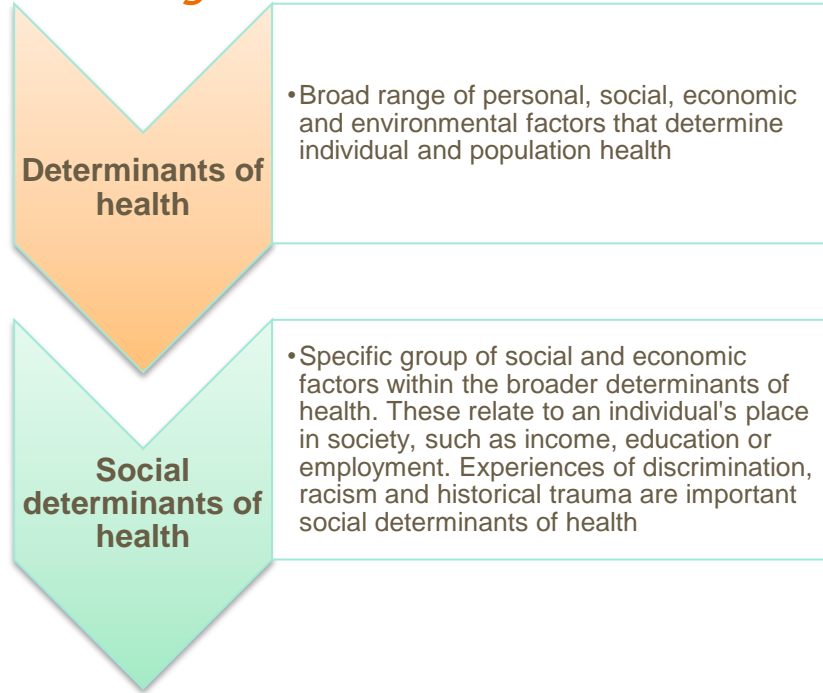 Determinants of
health
•Broad range of personal, social, economic
and environmental factors that determine
individual and population health
Social
determinants of
health
•Specific group of social and economic
factors within the broader determinants of
health. These relate to an individual's place
in society, such as income, education or
employment. Experiences of discrimination,
racism and historical trauma are important
social determinants of health